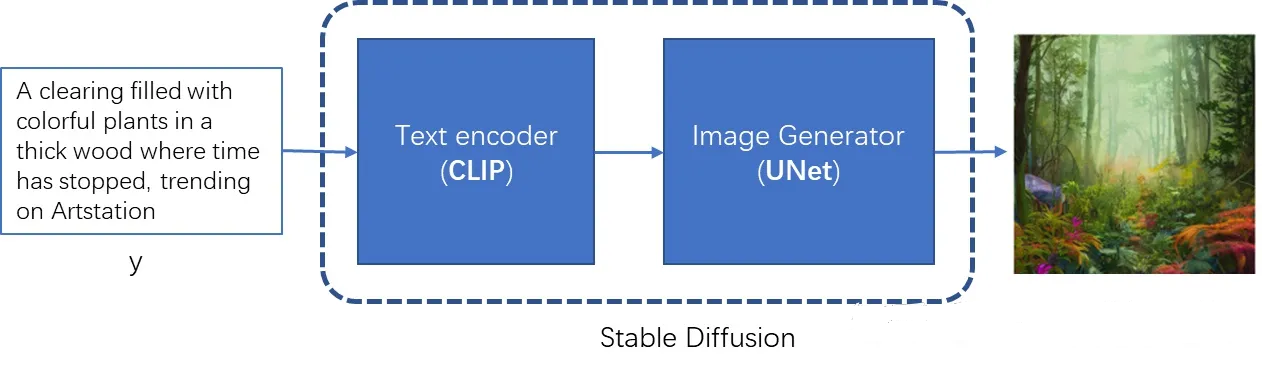 A clearing filled with
colorful plants in a
thick wood where time
has stopped, trending
on Artstation
y
Text encoder
(CLIP)
Image Generator
(UNet)
Stable Diffusion